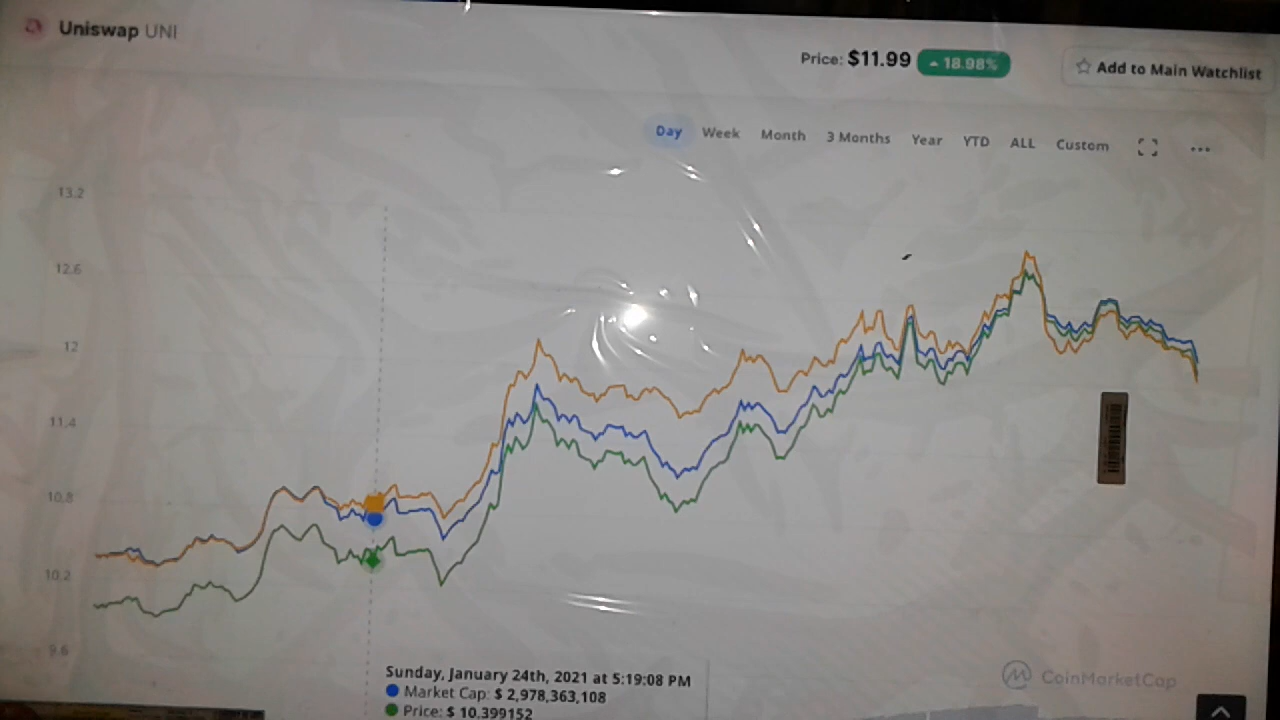 Uniswap UNI
Price: $11.99 18.98%
Add to Main Watchlist
Day Week Month 3 Months Year YTD ALL Custom
13.2
12.6
12
11.4
10.8
10.2
9.6
Sunday, January 24th, 2021 at 5:19:08 PM
Market Cap: $ 2,978,363,108
Price: $ 10.399152
CoinMarketCap